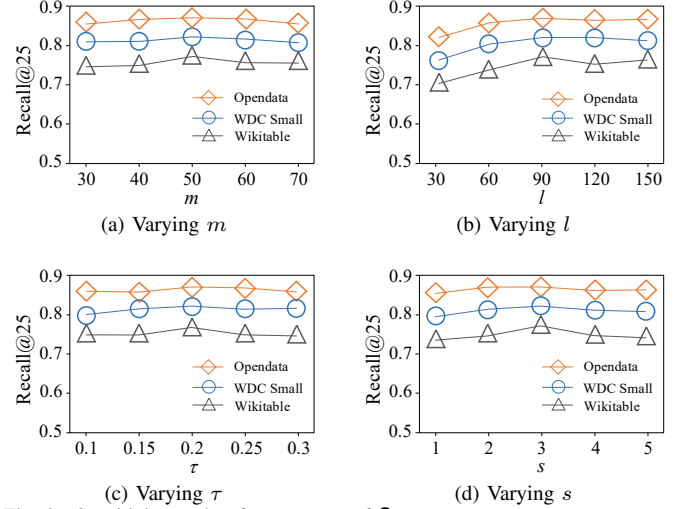 0.9
0.8
0.7
0.6
0.5
Recall@25
Opendata
WDC Small
Wikitable
30 40 50 60 70
m
(a) Varying m
0.9
0.8
0.7
0.6
0.5
Recall@25
Opendata
WDC Small
Wikitable
30 60 90 120 150
l
(b) Varying l
0.9
0.8
0.7
0.6
0.5
Recall@25
Opendata
WDC Small
Wikitable
0.1 0.15 0.2 0.25 0.3
τ
(c) Varying τ
0.9
0.8
0.7
0.6
0.5
Recall@25
Opendata
WDC Small
Wikitable
1 2 3 4 5
s
(d) Varying s